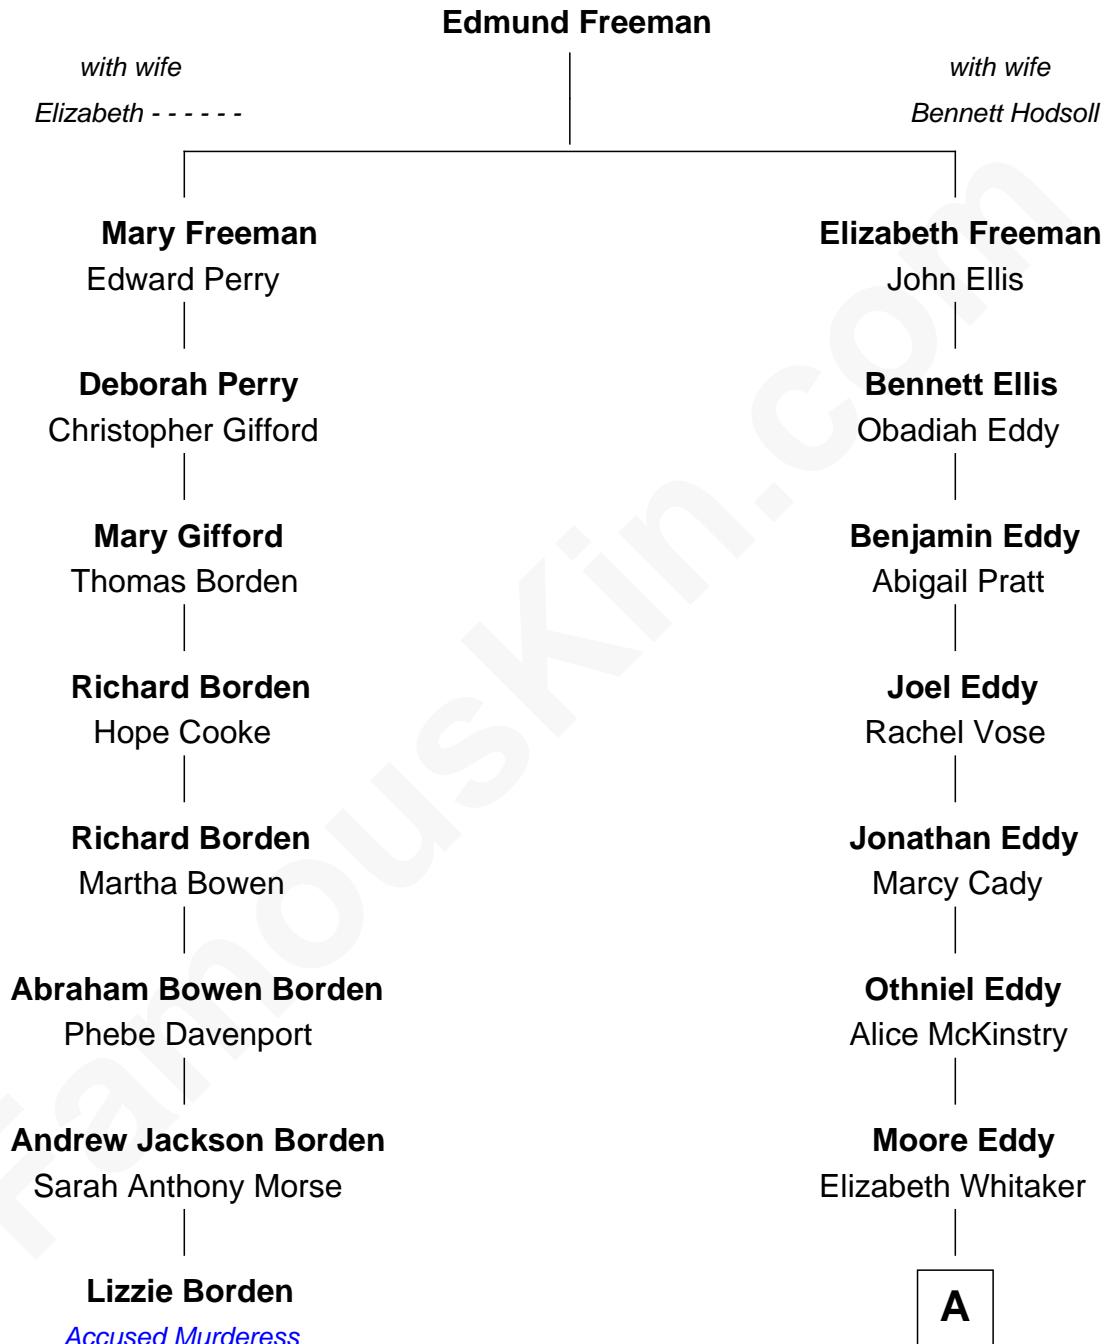 Edmund Freeman
with wife
Elizabeth - - - - - -
with wife
Bennett Hodsoll
Mary Freeman
Edward Perry
Elizabeth Freeman
John Ellis
Deborah Perry
Christopher Gifford
Bennett Ellis
Obadiah Eddy
Mary Gifford
Thomas Borden
Benjamin Eddy
Abigail Pratt
Richard Borden
Hope Cooke
Joel Eddy
Rachel Vose
Richard Borden
Martha Bowen
Jonathan Eddy
Marcy Cady
Abraham Bowen Borden
Phebe Davenport
Othniel Eddy
Alice McKinstry
Andrew Jackson Borden
Sarah Anthony Morse
Moore Eddy
Elizabeth Whitaker
Lizzie Borden
Accused Murderess
A
FamousKin.com